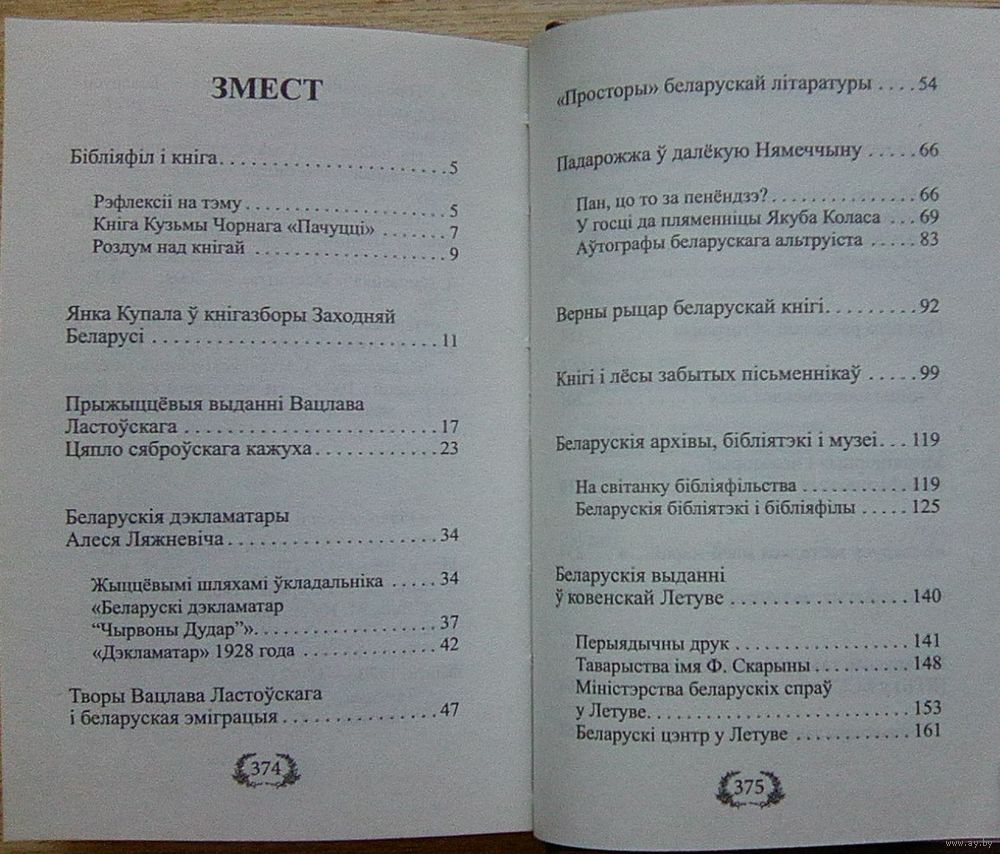 ЗМЕСТ
Бібліяфіл і кніга. . . . . . . . . . . . . . . . . . . . . . . 5
Рэфлексіі на тэму . . . . . . . . . . . . . . . . . . . . 5
Кніга Кузьмы Чорнага «Пачуцці» . . . . . . . 7
Роздум над кнігай . . . . . . . . . . . . . . . . . . . 9
Янка Купала ў кнігазборы Заходняй
Беларусі . . . . . . . . . . . . . . . . . . . . . . . . . . . . 11
Прыжыццёвыя выданні Вацлава
Ластоўскага . . . . . . . . . . . . . . . . . . . . . . . . . 17
Цяпло сяброўскага кажуха. . . . . . . . . . . . . 23
Беларускія дэкламатары
Алеся Ляжневіча . . . . . . . . . . . . . . . . . . . . . 34
Жыццёвымі шляхамі ўкладальніка . . . . . 34
«Беларускі дэкламатар
“Чырвоны Дудар”». . . . . . . . . . . . . . . . . . 37
«Дэкламатар» 1928 года . . . . . . . . . . . . . . 42
Творы Вацлава Ластоўскага
і беларуская эміграцыя . . . . . . . . . . . . . . . . 47
374
«Просторы» беларускай літаратуры . . . . 54
Падарожжа ў далёкую Нямеччыну . . . . . 66
Пан, цо то за пенёндзэ? . . . . . . . . . . . . . . . 66
У госці да пляменніцы Якуба Коласа . . . 69
Аўтографы беларускага альтруіста . . . . . 83
Верны рыцар беларускай кнігі. . . . . . . . . 92
Кнігі і лёсы забытых пісьменнікаў . . . . . 99
Беларускія архівы, бібліятэкі і музеі. . . 119
На світанку бібліяфільства . . . . . . . . . . . 119
Беларускія бібліятэкі і бібліяфілы . . . . . 125
Беларускія выданні
ў ковенскай Летуве . . . . . . . . . . . . . . . . . . 140
Перыядычны друк . . . . . . . . . . . . . . . . . . 141
Таварыства імя Ф. Скарыны . . . . . . . . . . 148
Міністэрства беларускіх спраў
у Летуве. . . . . . . . . . . . . . . . . . . . . . . . . . . 153
Беларускі цэнтр у Летуве . . . . . . . . . . . . 161
375
www.ay.by